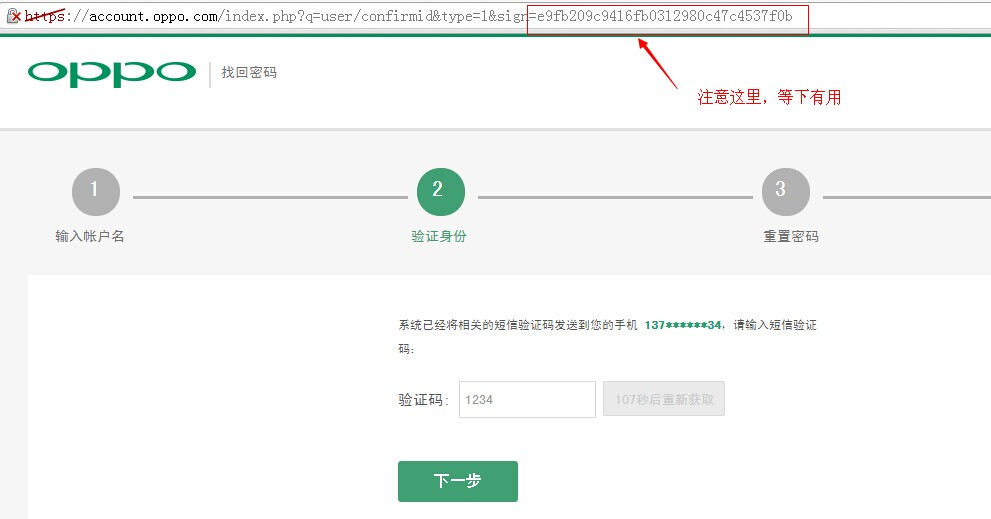 https://account.oppo.com/index.php?q=user/confirmid&type=1&sign=e9fb209c9416fb0312980c47c4537f0b
oppo 找回密码
注意这里，等下有用
1 2 3
输入帐户名 验证身份 重置密码
系统已经将相关的短信验证码发送到您的手机 137******34，请输入短信验证
码：
验证码： 1234 107秒后重新获取
下一步